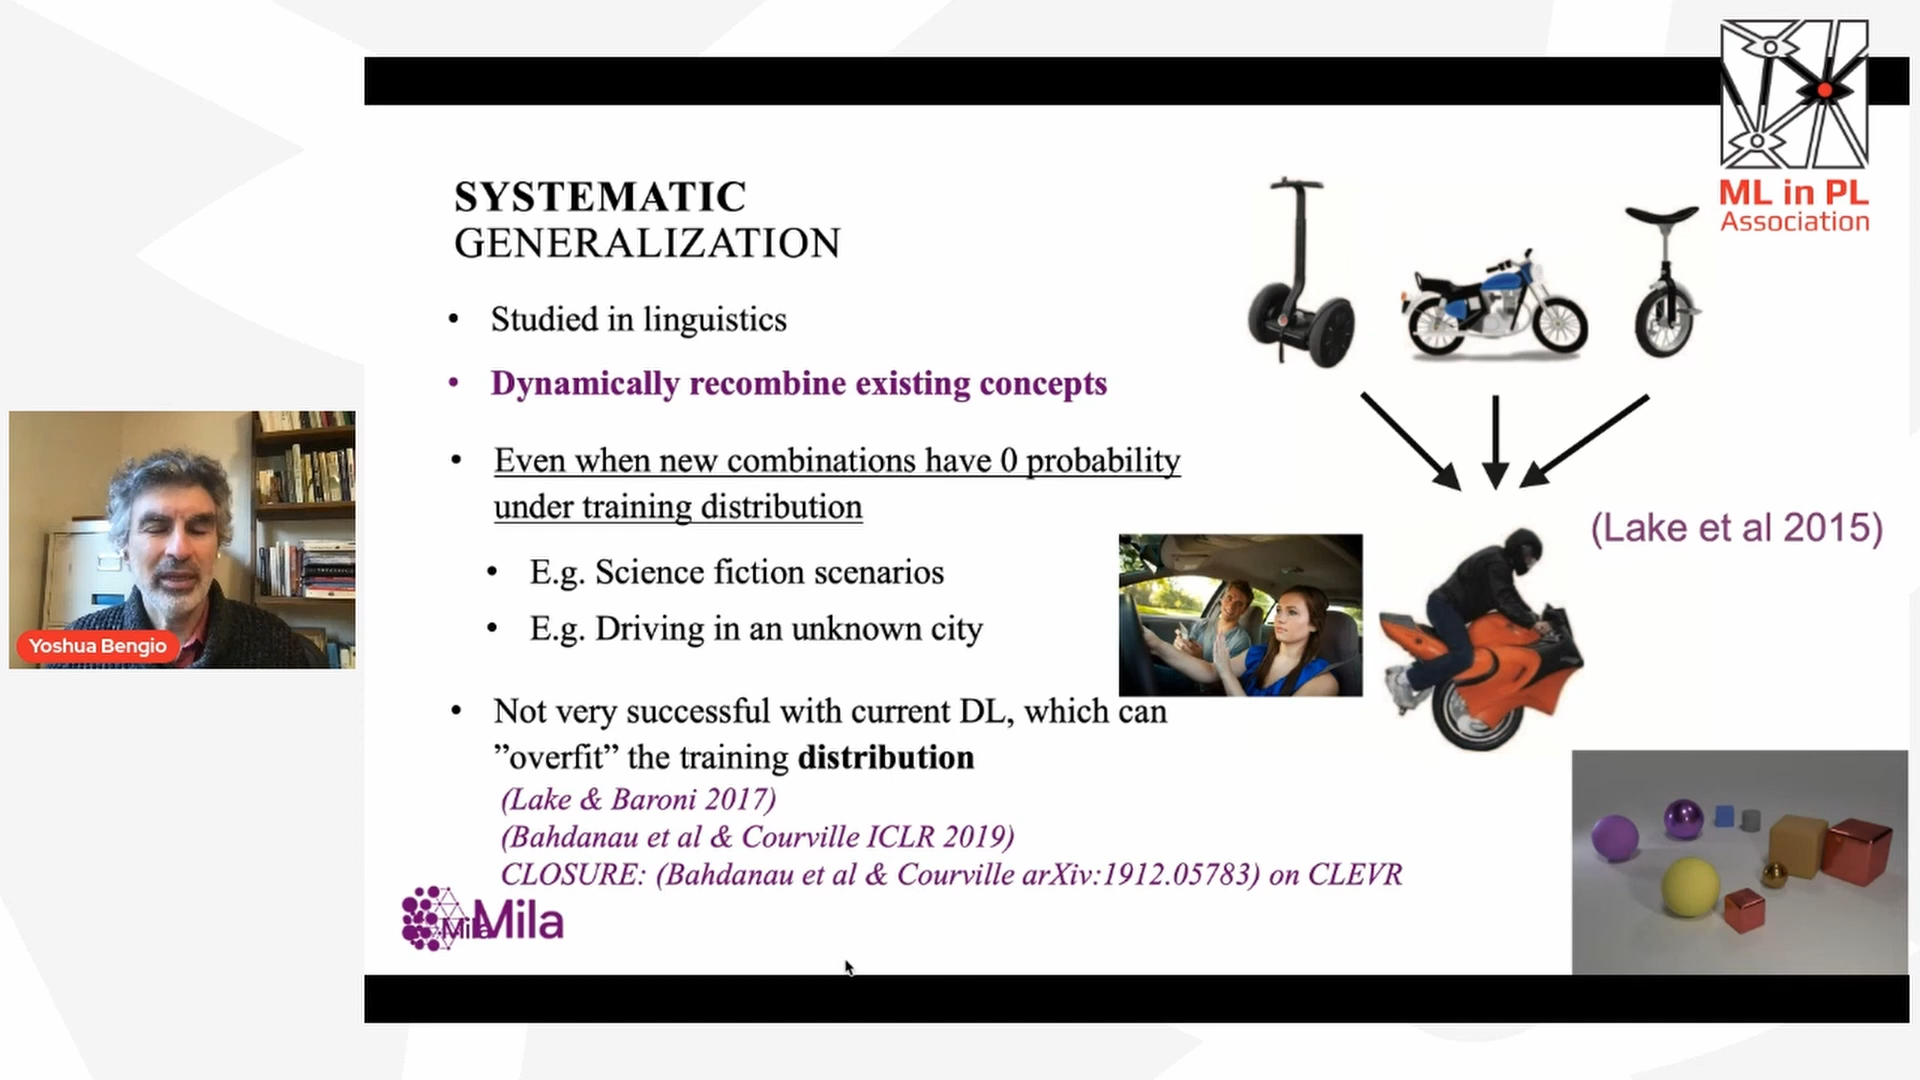 ML in PL
Association
SYSTEMATIC
GENERALIZATION
• Studied in linguistics
• Dynamically recombine existing concepts
• Even when new combinations have 0 probability
under training distribution
• E.g. Science fiction scenarios
• E.g. Driving in an unknown city
• Not very successful with current DL, which can
”overfit” the training distribution
(Lake & Baroni 2017)
(Bahdanau et al & Courville ICLR 2019)
CLOSURE: (Bahdanau et al & Courville arXiv:1912.05783) on CLEVR
(Lake et al 2015)
Yoshua Bengio
Mila
Mila